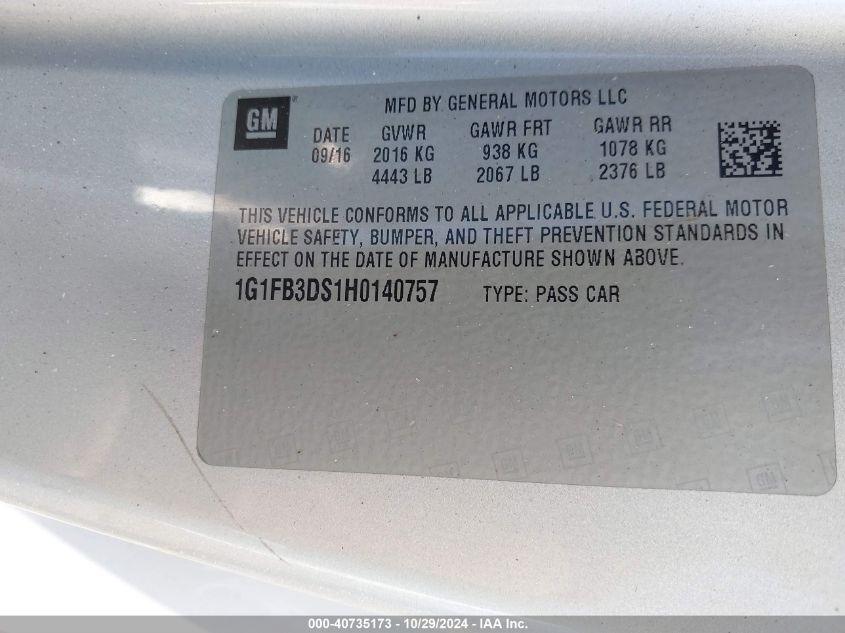 GM
MFD BY GENERAL MOTORS LLC
DATE GVWR GAWR FRT GAWR RR
09/16 2016 KG 938 KG 1078 KG
4443 LB 2067 LB 2376 LB
THIS VEHICLE CONFORMS TO ALL APPLICABLE U.S. FEDERAL MOTOR
VEHICLE SAFETY, BUMPER, AND THEFT PREVENTION STANDARDS IN
EFFECT ON THE DATE OF MANUFACTURE SHOWN ABOVE.
1G1FB3DS1H0140757 TYPE: PASS CAR
000-40735173 - 10/29/2024 - IAA Inc.